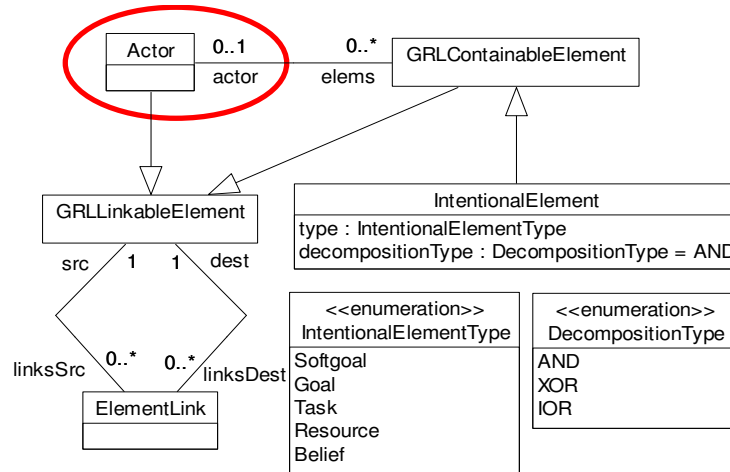 Actor
0..1
0..*
actor
elems
GRLContainableElement
GRLLinkableElement
IntentionalElement
type : IntentionalElementType
decompositionType : DecompositionType = AND
src
1
1
dest
<<enumeration>>
IntentionalElementType
Softgoal
Goal
Task
Resource
Belief
<<enumeration>>
DecompositionType
AND
XOR
IOR
linksSrc
0..*
0..*
linksDest
ElementLink